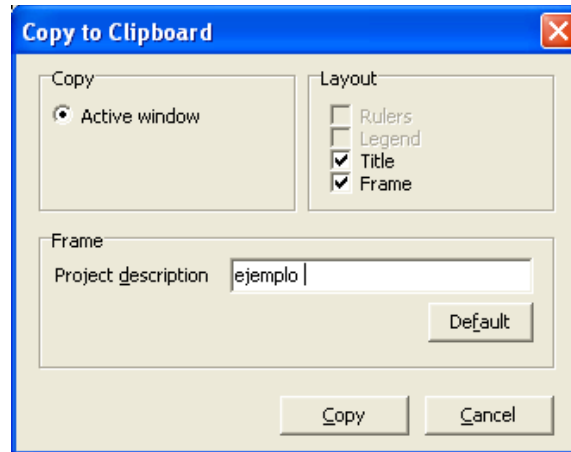 Copy to Clipboard
Copy
Active window
Layout
Rulers
Legend
Title
Frame
Frame
Project description
ejemplo
Default
Copy
Cancel